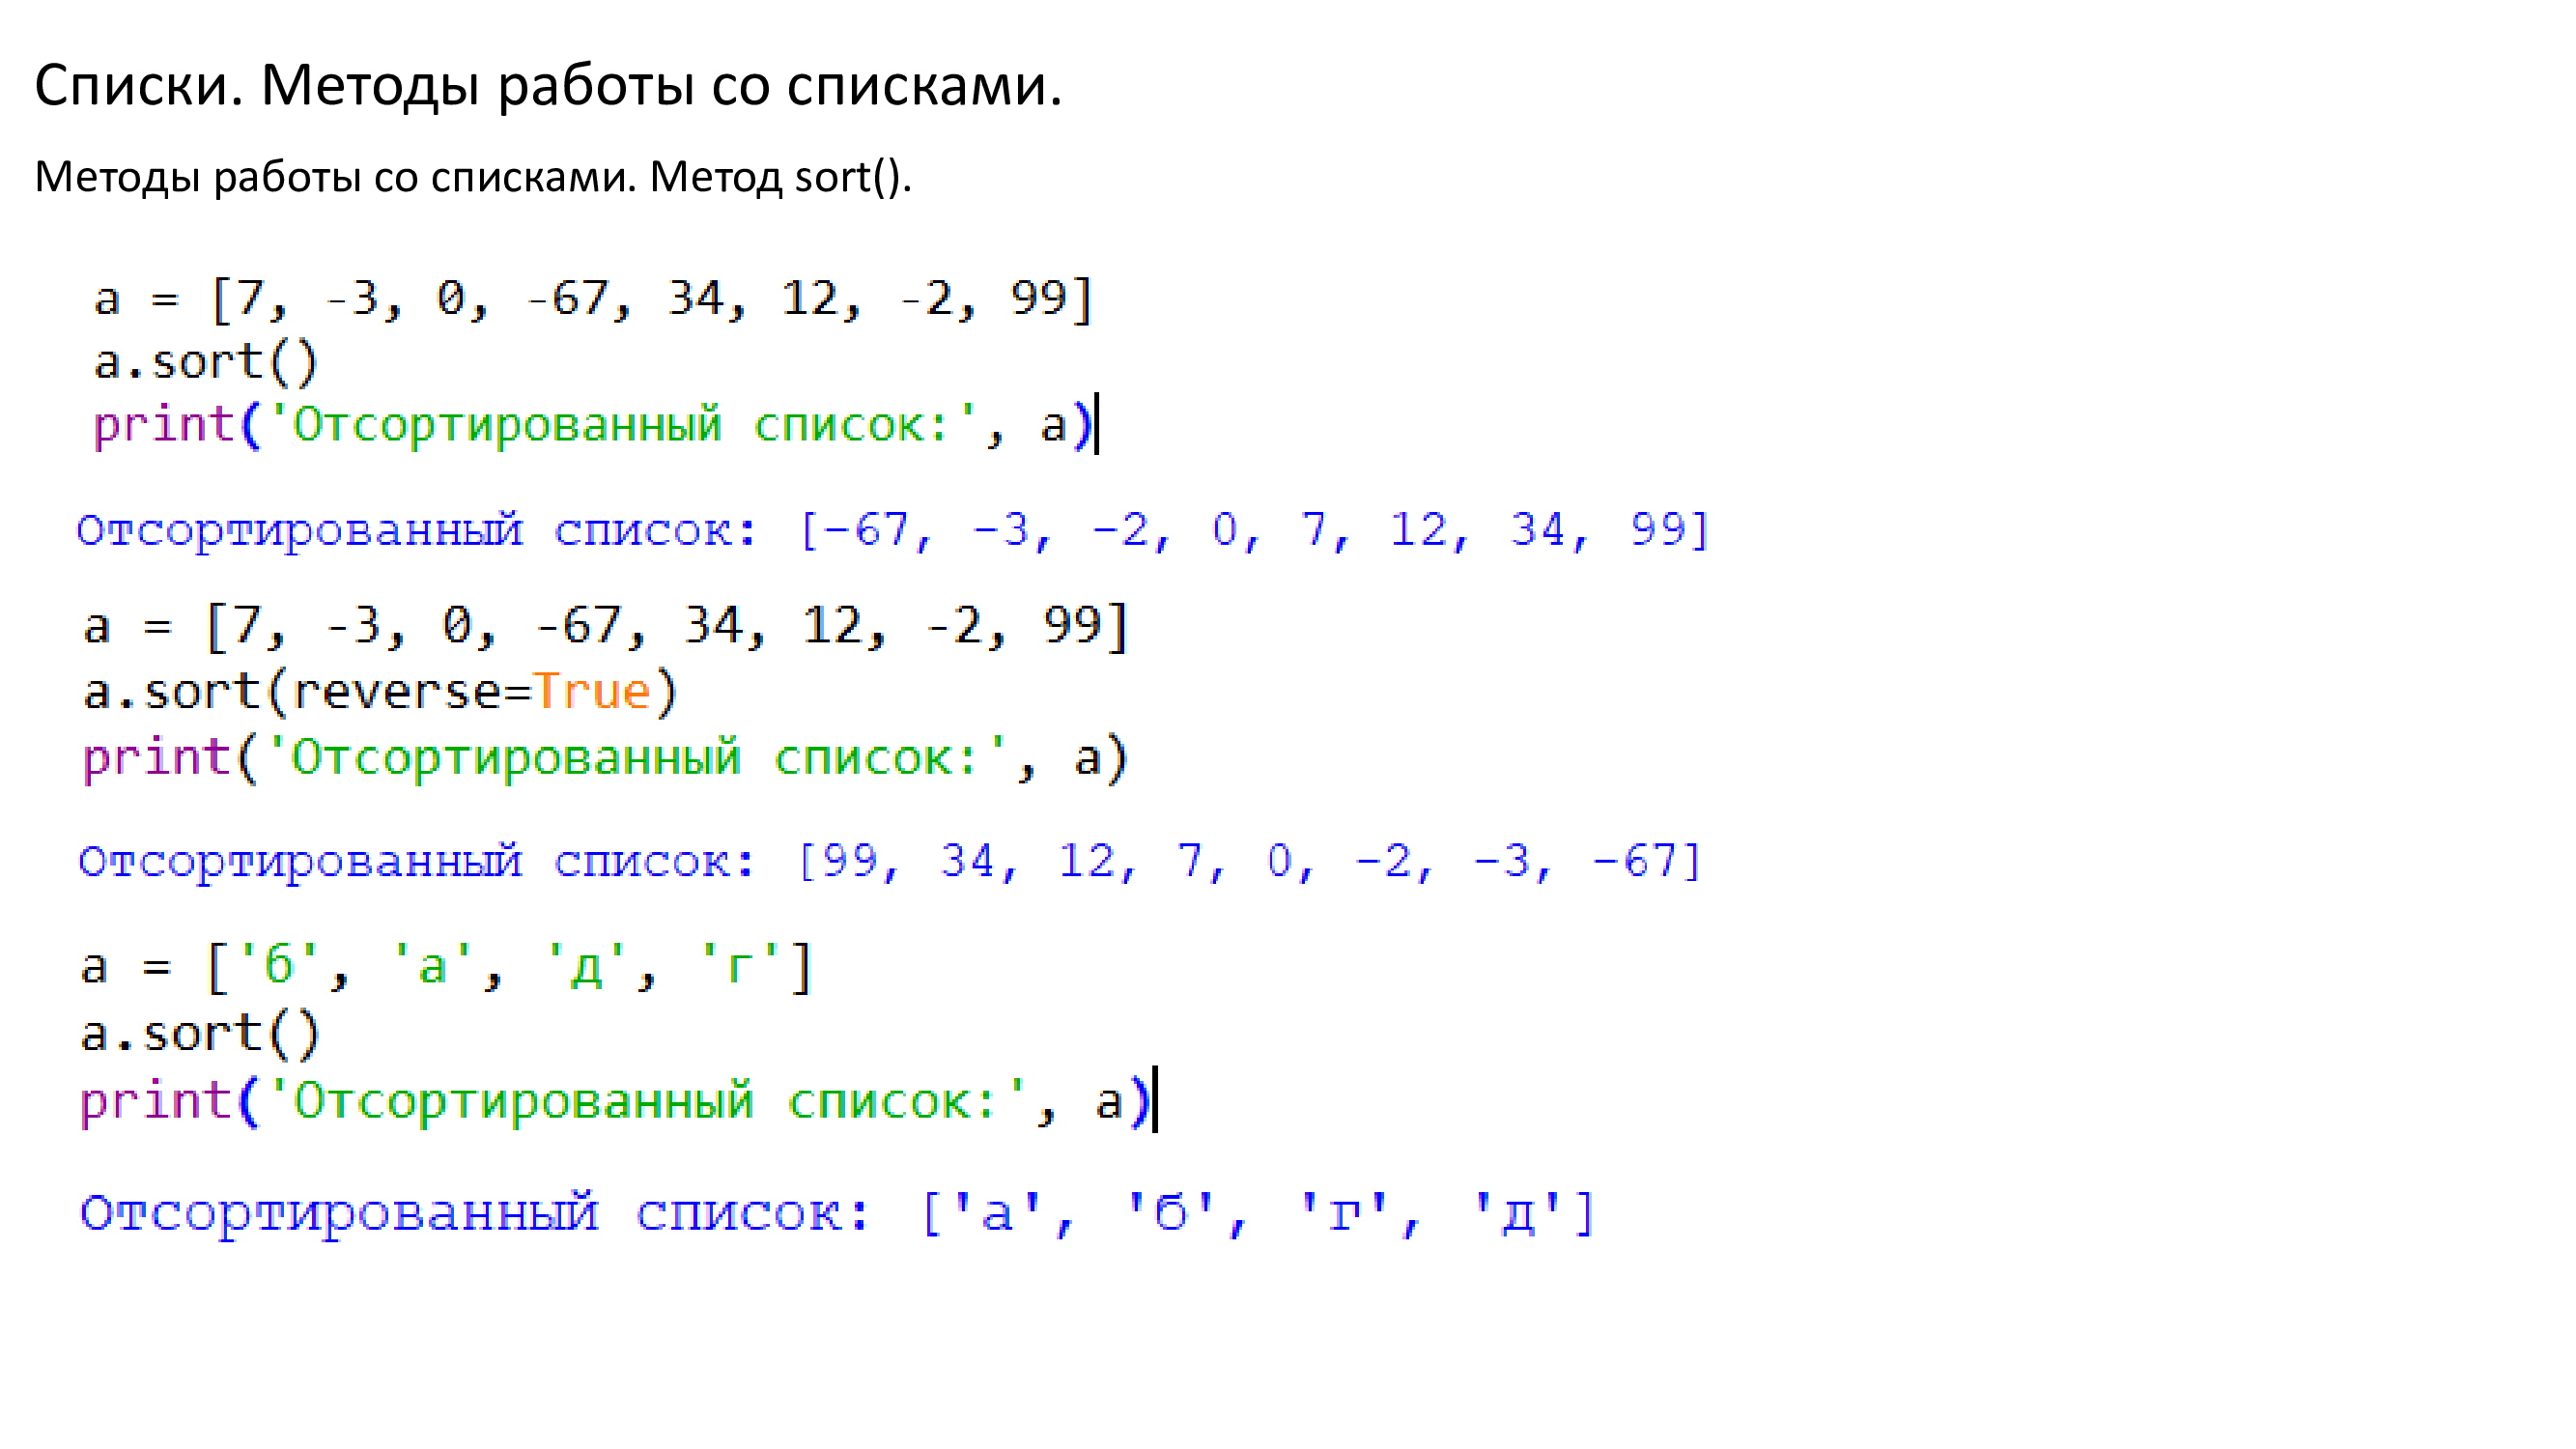 Списки. Методы работы со списками.
Методы работы со списками. Метод sort().
a = [7, -3, 0, -67, 34, 12, -2, 99]
a.sort()
print('Отсортированный список:', a)
Отсортированный список: [-67, -3, -2, 0, 7, 12, 34, 99]
a = [7, -3, 0, -67, 34, 12, -2, 99]
a.sort(reverse=True)
print('Отсортированный список:', a)
Отсортированный список: [99, 34, 12, 7, 0, -2, -3, -67]
a = ['б', 'а', 'д', 'г']
a.sort()
print('Отсортированный список:', a)
Отсортированный список: ['а', 'б', 'г', 'д']